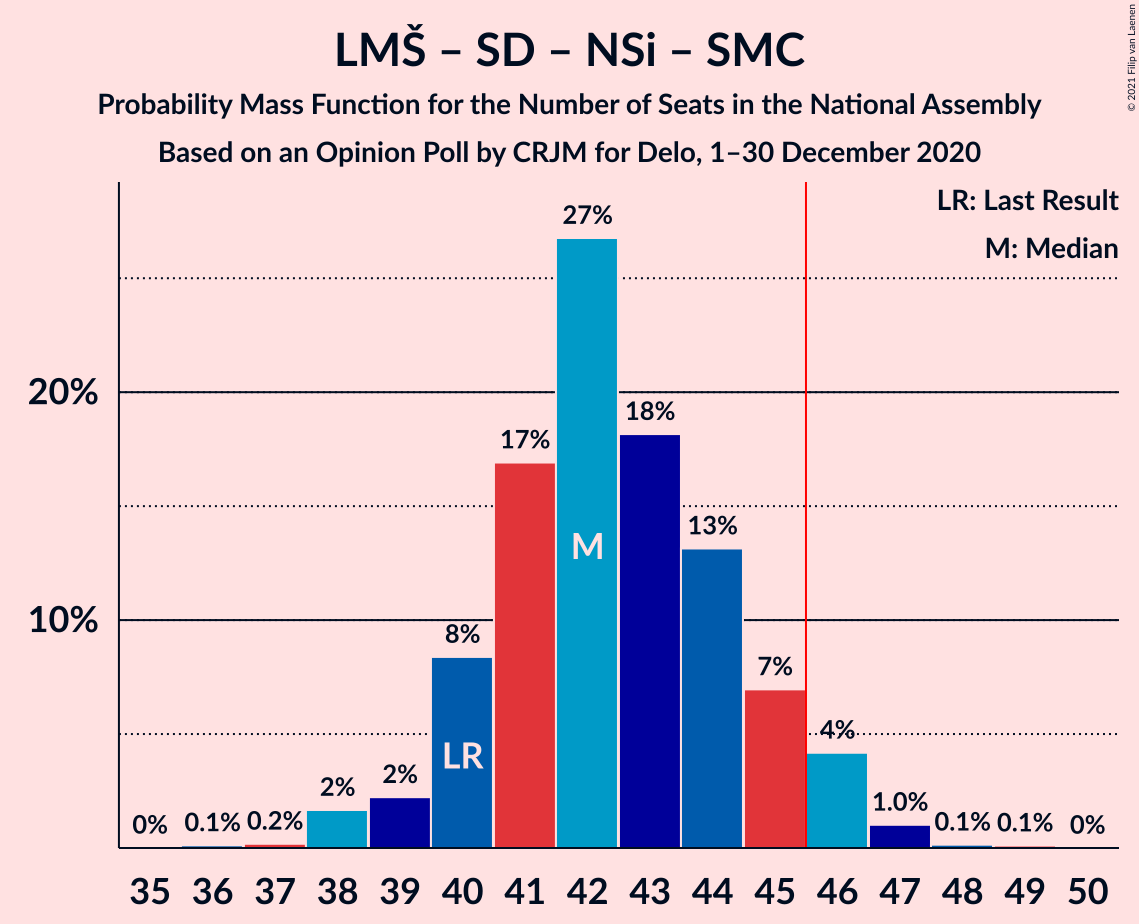 LMŠ – SD – NSi – SMC
Probability Mass Function for the Number of Seats in the National Assembly
Based on an Opinion Poll by CRJM for Delo, 1–30 December 2020
© 2021 Filip van Laenen
LR: Last Result
M: Median
20%
10%
0%
0.1%
0.2%
2%
2%
8%
17%
27%
18%
13%
7%
4%
1.0%
0.1%
0.1%
0%
LR
M
35 36 37 38 39 40 41 42 43 44 45 46 47 48 49 50